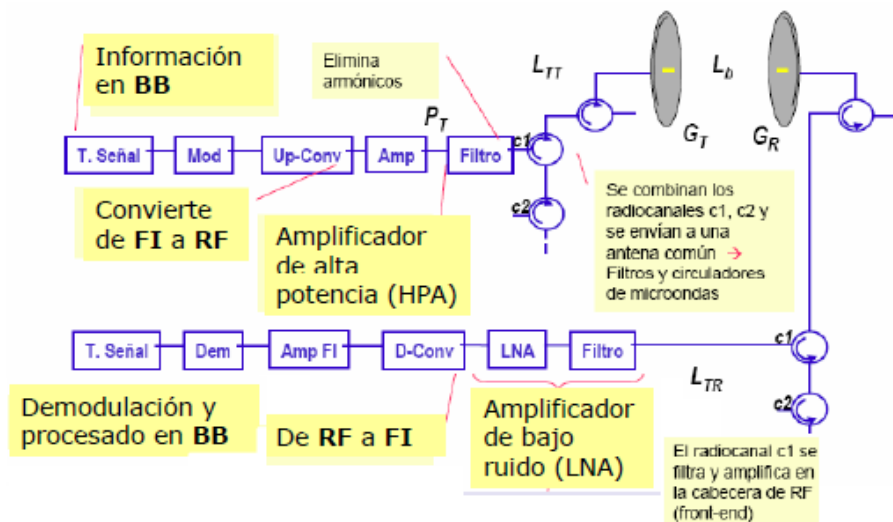 Información
en BB
Elimina
armónicos
L_TT
L_b
P_T
G_T
G_R
T. Señal
Mod
Up-Conv
Amp
Filtro
c1
c2
Convierte
de FI a RF
Amplificador
de alta
potencia (HPA)
Se combinan los
radiocanales c1, c2 y
se envían a una
antena común →
Filtros y circuladores
de microondas
T. Señal
Dem
Amp FI
D-Conv
LNA
Filtro
c1
L_TR
c2
Demodulación y
procesado en BB
De RF a FI
Amplificador
de bajo
ruido (LNA)
El radiocanal c1 se
filtra y amplifica en
la cabecera de RF
(front-end)